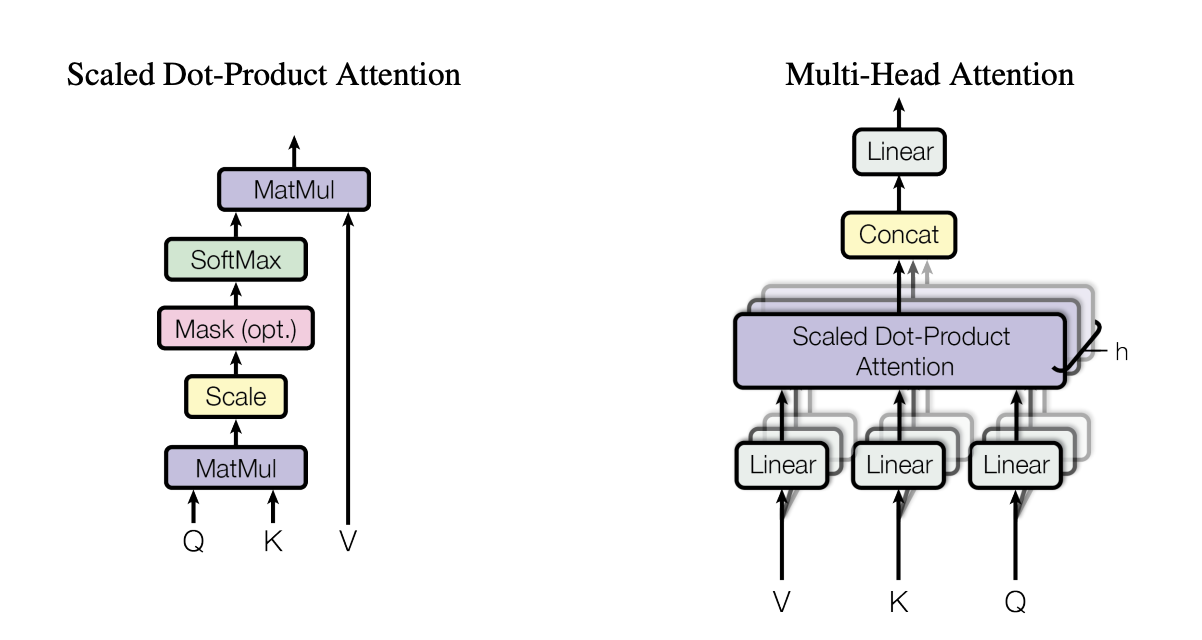 Scaled Dot-Product Attention
MatMul
SoftMax
Mask (opt.)
Scale
MatMul
Q K V
Multi-Head Attention
Linear
Concat
Scaled Dot-Product
Attention
h
Linear Linear Linear
V K Q